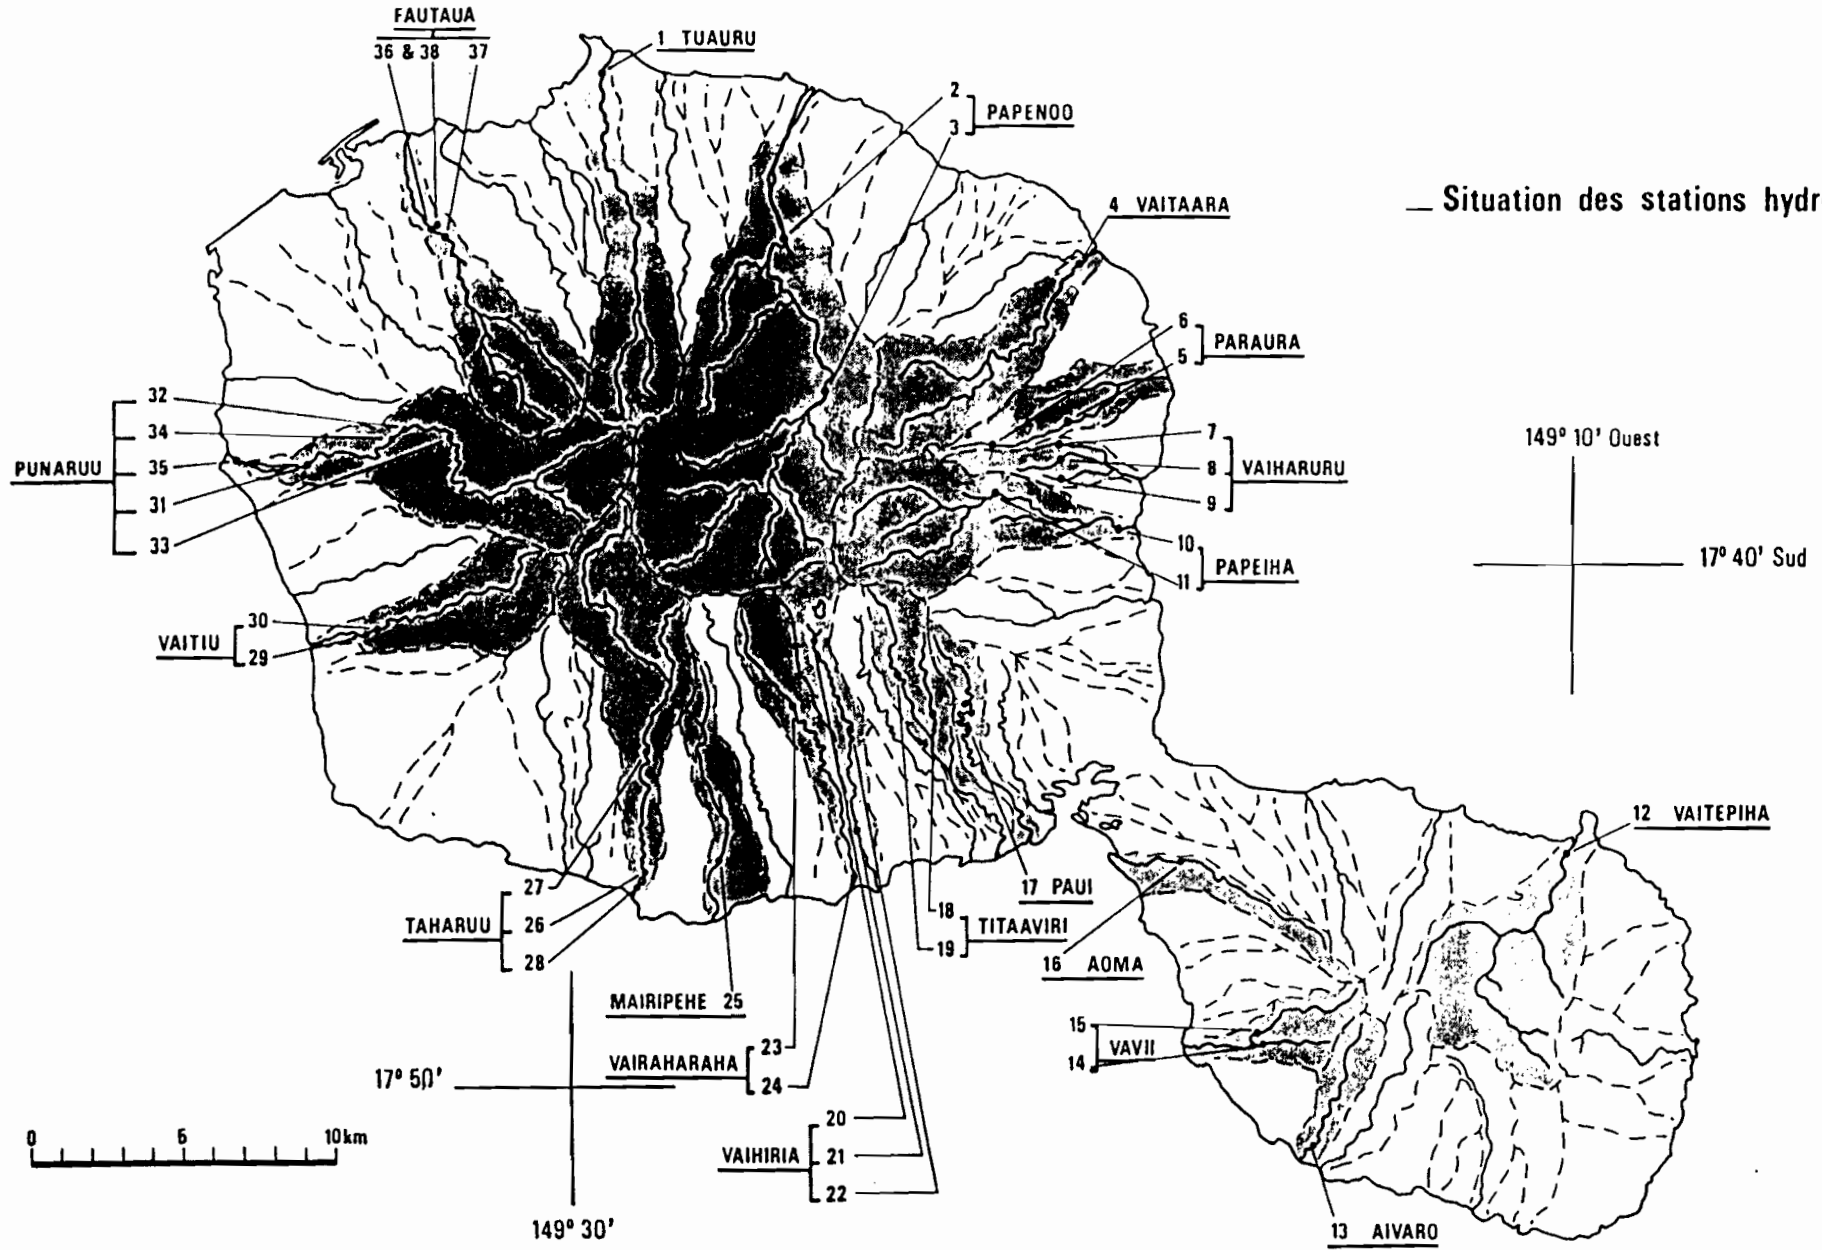 FAUTAUA
36 & 38 37
1 TUAURU
2
3
PAPENOO
4 VAITAARA
__ Situation des stations hydr
6
5
PARAURA
7
8
9
VAIHARURU
10
11
PAPEIHA
149° 10' Ouest
17° 40' Sud
32
34
35
31
33
PUNARUU
30
29
VAITIU
12 VAITEPIHA
27
26
28
TAHARUU
17 PAUI
18
19
TITAAVIRI
16 AOMA
MAIRIPEHE 25
23
24
VAIRAHARAHA
15
14
VAVII
17° 50'
20
21
22
VAIHIRIA
0 5 10km
149° 30'
13 AIVARO